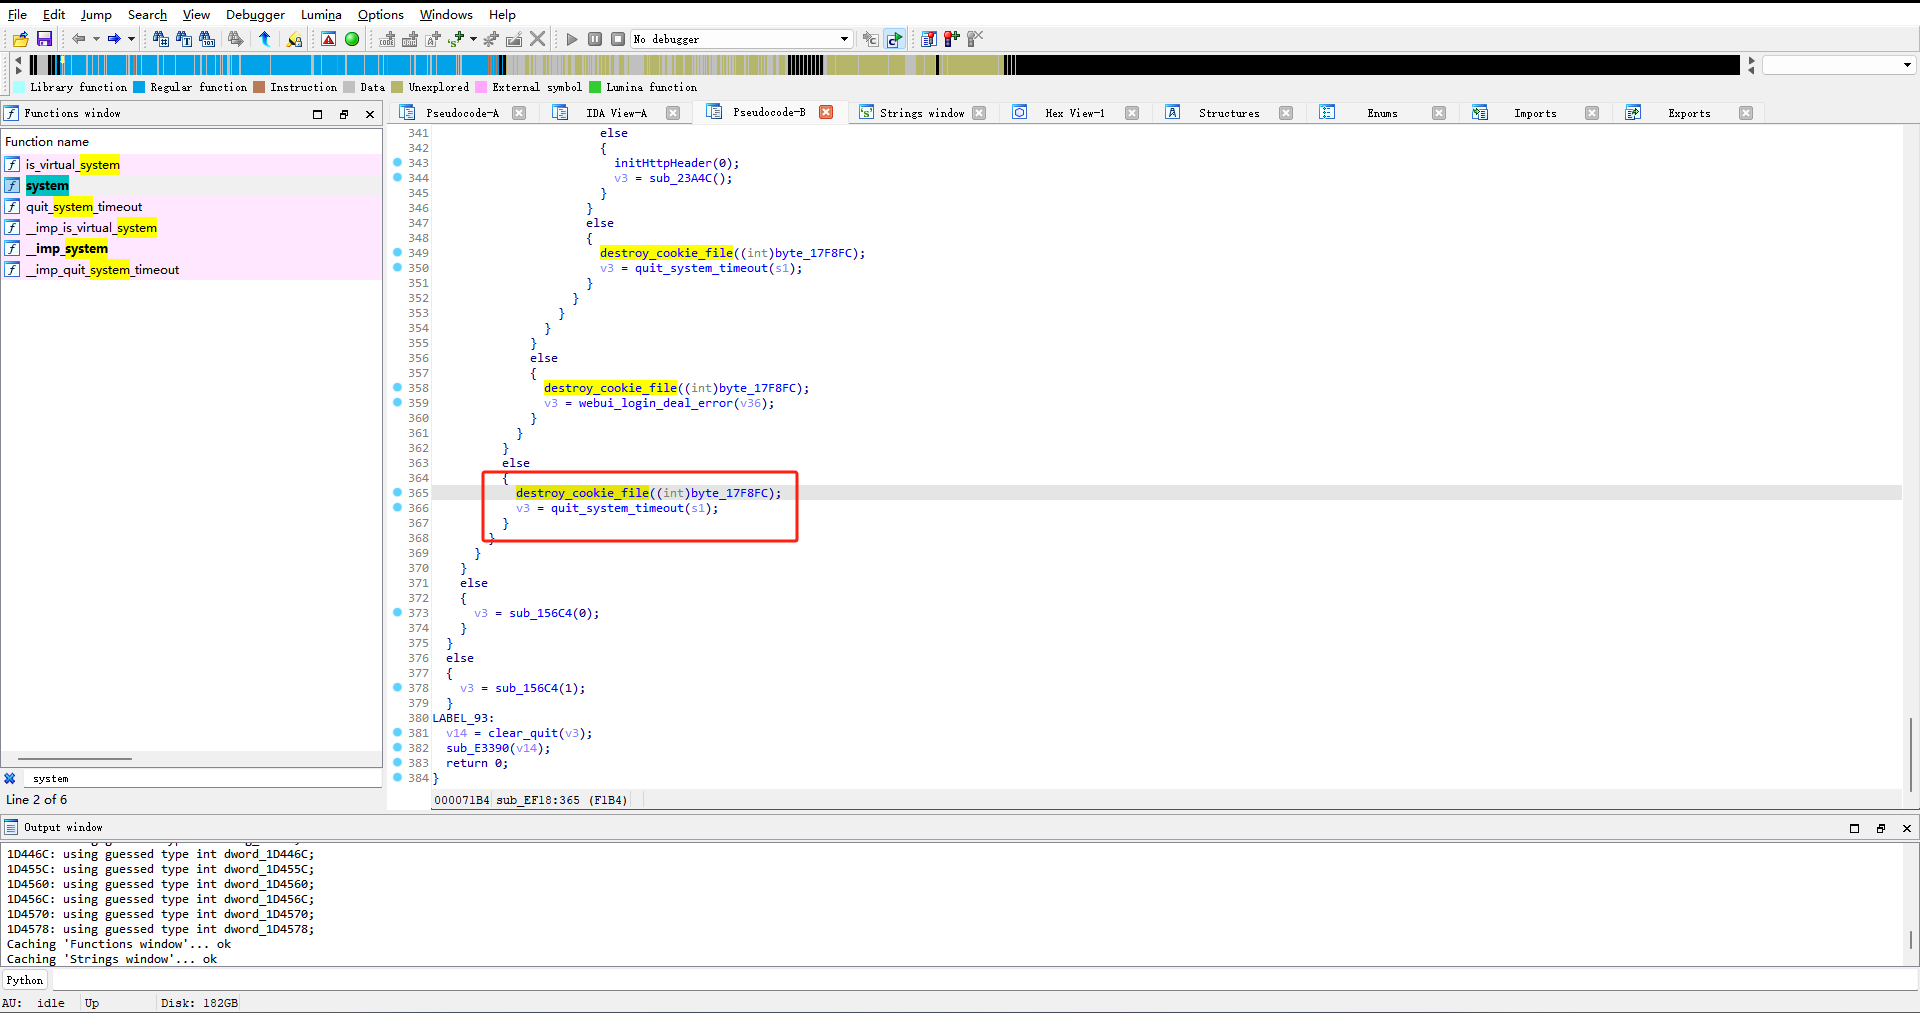 File Edit Jump Search View Debugger Lumina Options Windows Help
No debugger
Library function Regular function Instruction Data Unexplored External symbol Lumina function
Functions window
Pseudocode-A IDA View-A Pseudocode-B Strings window Hex View-1 Structures Enums Imports Exports
Function name
is_virtual_system
system
quit_system_timeout
__imp_is_virtual_system
__imp_system
__imp_quit_system_timeout
system
Line 2 of 6
341 else
342 {
343 initHttpHeader(0);
344 v3 = sub_23A4C();
345 }
346 }
347 else
348 {
349 destroy_cookie_file((int)byte_17F8FC);
350 v3 = quit_system_timeout(s1);
351 }
352 }
353 }
354 }
355 }
356 else
357 {
358 destroy_cookie_file((int)byte_17F8FC);
359 v3 = webui_login_deal_error(v36);
360 }
361 }
362 }
363 else
364 {
365 destroy_cookie_file((int)byte_17F8FC);
366 v3 = quit_system_timeout(s1);
367 }
368 }
369 }
370 }
371 else
372 {
373 v3 = sub_156C4(0);
374 }
375 }
376 else
377 {
378 v3 = sub_156C4(1);
379 }
380 LABEL_93:
381 v14 = clear_quit(v3);
382 sub_E3390(v14);
383 return 0;
384 }
000071B4 sub_EF18:365 (F1B4)
Output window
1D446C: using guessed type int dword_1D446C;
1D455C: using guessed type int dword_1D455C;
1D4560: using guessed type int dword_1D4560;
1D456C: using guessed type int dword_1D456C;
1D4570: using guessed type int dword_1D4570;
1D4578: using guessed type int dword_1D4578;
Caching 'Functions window'... ok
Caching 'Strings window'... ok
Python
AU: idle Up Disk: 182GB